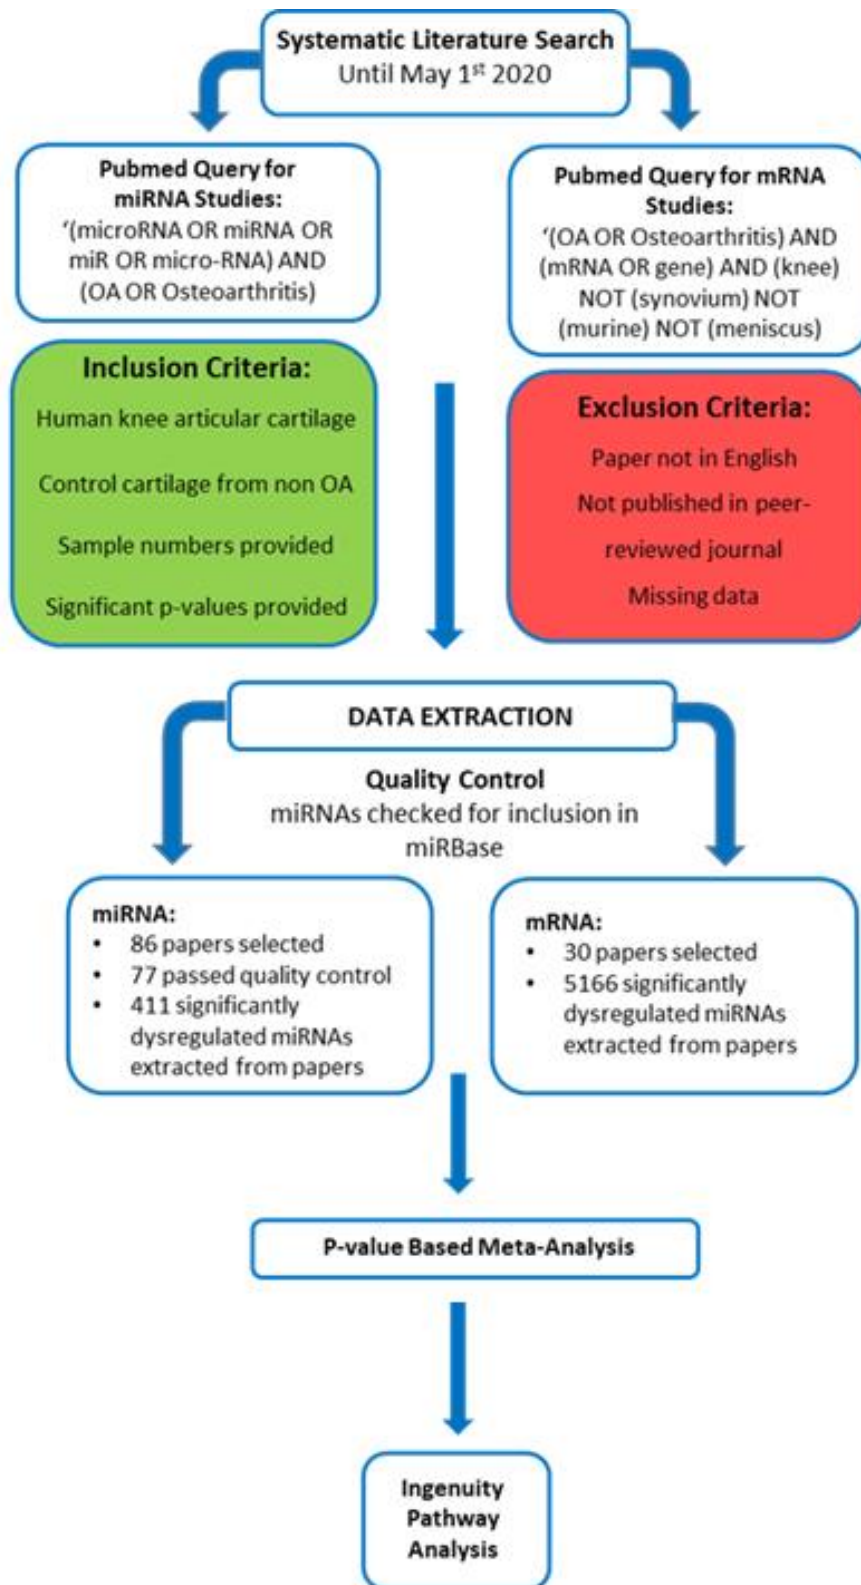 Systematic Literature Search
Until May 1st 2020
Pubmed Query for
miRNA Studies:
‘(microRNA OR miRNA OR
miR OR micro-RNA) AND
(OA OR Osteoarthritis)
Pubmed Query for mRNA
Studies:
‘(OA OR Osteoarthritis) AND
(mRNA OR gene) AND (knee)
NOT (synovium) NOT
(murine) NOT (meniscus)
Inclusion Criteria:
Human knee articular cartilage
Control cartilage from non OA
Sample numbers provided
Significant p-values provided
Exclusion Criteria:
Paper not in English
Not published in peer-
reviewed journal
Missing data
DATA EXTRACTION
Quality Control
miRNAs checked for inclusion in
miRBase
miRNA:
• 86 papers selected
• 77 passed quality control
• 411 significantly
dysregulated miRNAs
extracted from papers
mRNA:
• 30 papers selected
• 5166 significantly
dysregulated miRNAs
extracted from papers
P-value Based Meta-Analysis
Ingenuity
Pathway
Analysis